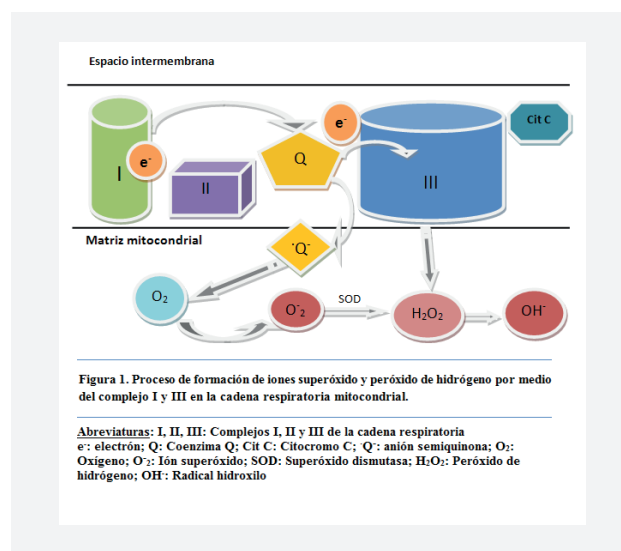 Espacio intermembrana
e⁻
Cit C
I
e⁻
II
Q
III
Matriz mitocondrial
·Q⁻
O₂
O⁻₂
SOD
H₂O₂
OH⁻
Figura 1. Proceso de formación de iones superóxido y peróxido de hidrógeno por medio
del complejo I y III en la cadena respiratoria mitocondrial.
Abreviaturas: I, II, III: Complejos I, II y III de la cadena respiratoria
e⁻: electrón; Q: Coenzima Q; Cit C: Citocromo C; ·Q⁻: anión semiquinona; O₂:
Oxígeno; O⁻₂: Ión superóxido; SOD: Superóxido dismutasa; H₂O₂: Peróxido de
hidrógeno; OH⁻: Radical hidroxilo